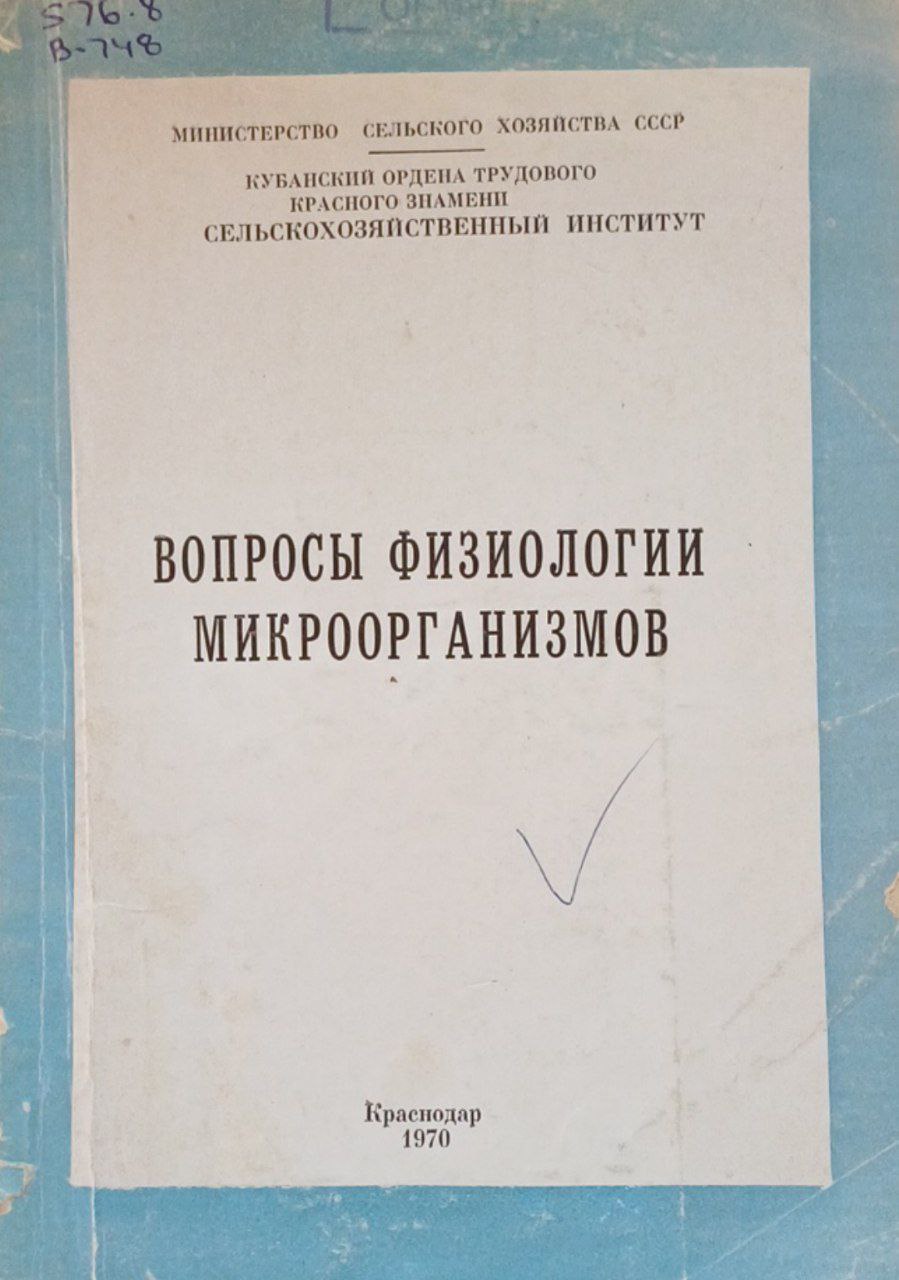 576.8
В-748
МИНИСТЕРСТВО СЕЛЬСКОГО ХОЗЯЙСТВА СССР
КУБАНСКИЙ ОРДЕНА ТРУДОВОГО
КРАСНОГО ЗНАМЕНИ
СЕЛЬСКОХОЗЯЙСТВЕННЫЙ ИНСТИТУТ
ВОПРОСЫ ФИЗИОЛОГИИ
МИКРООРГАНИЗМОВ
Краснодар
1970